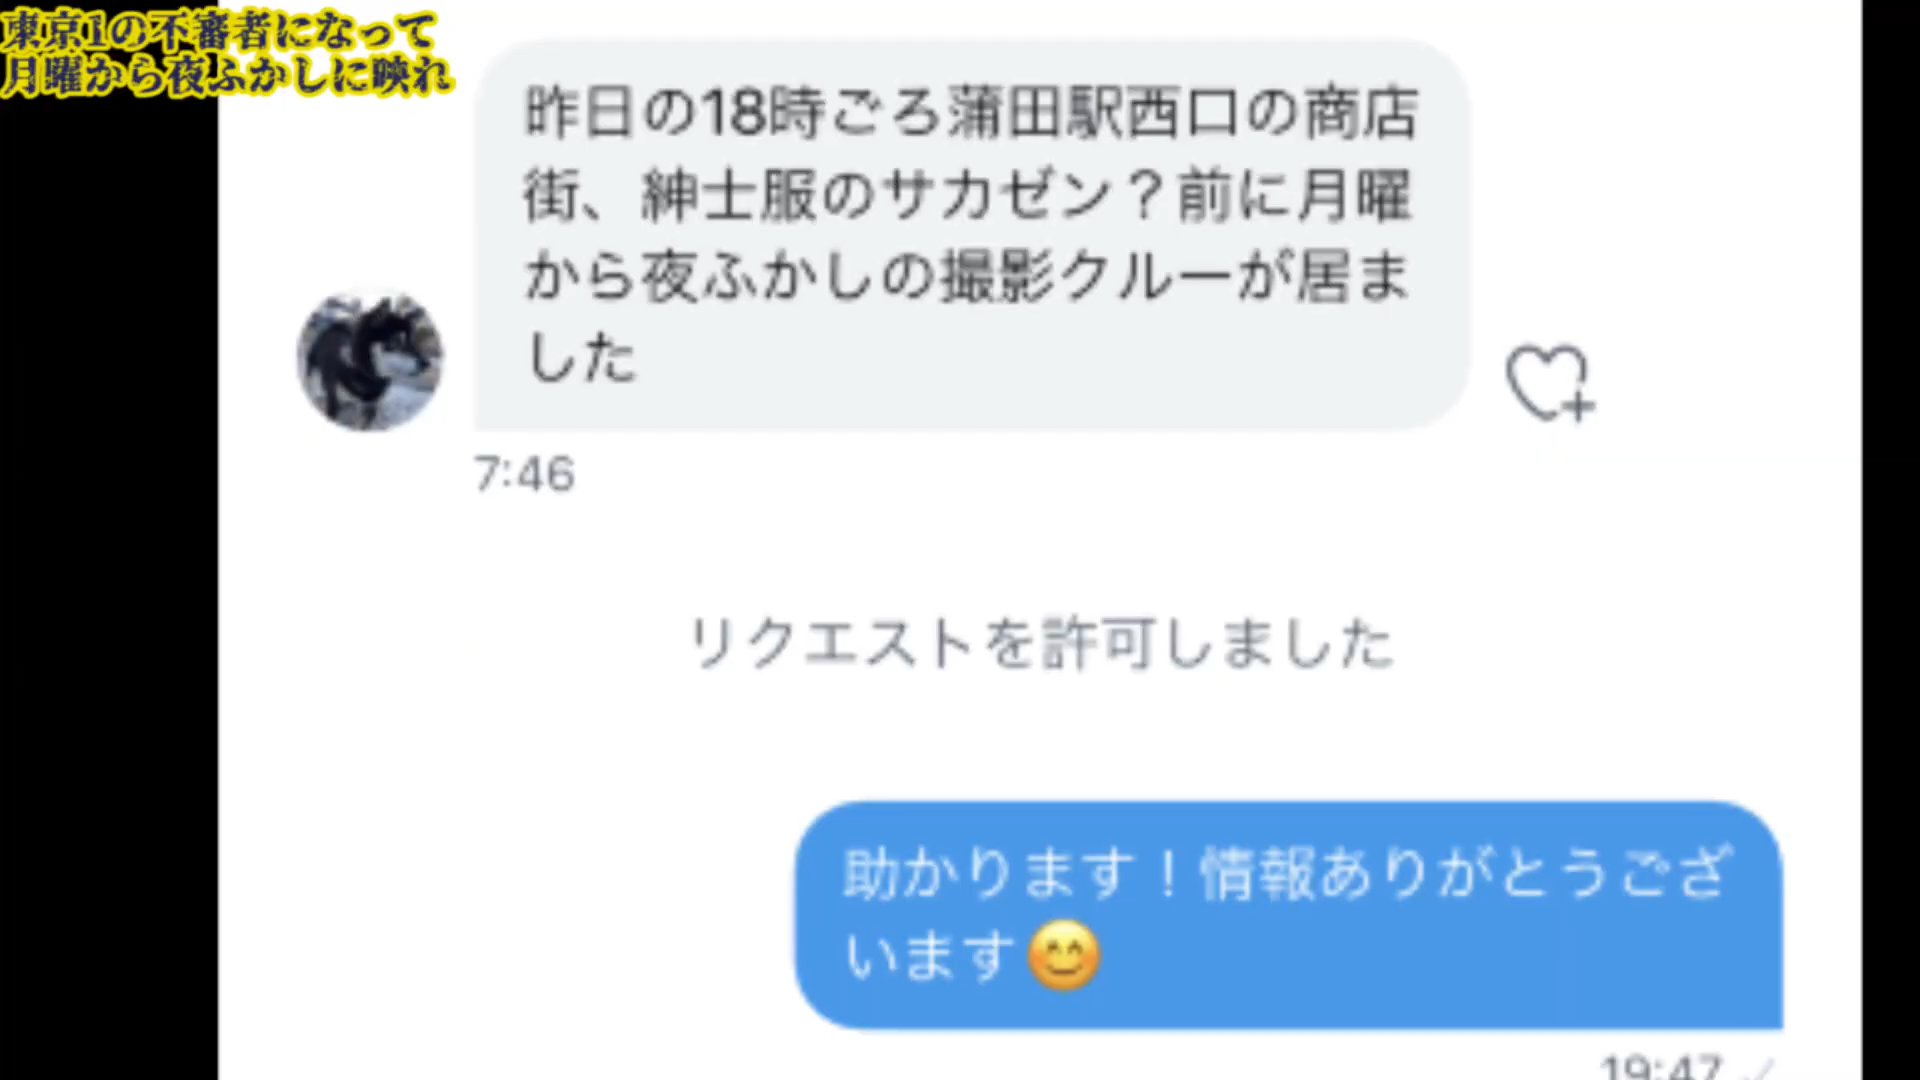 東京1の不審者になって
月曜から夜ふかしに映れ
昨日の18時ごろ蒲田駅西口の商店
街、紳士服のサカゼン？前に月曜
から夜ふかしの撮影クルーが居ま
した
7:46
リクエストを許可しました
助かります！情報ありがとうござ
います😊
19:47 ✓